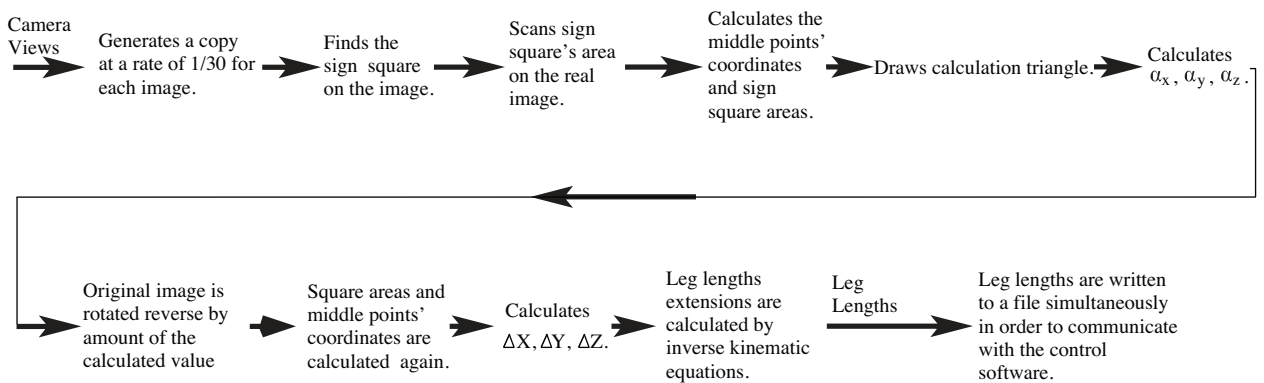 Camera
Views
Generates a copy
at a rate of 1/30 for
each image.
Finds the
sign square
on the image.
Scans sign
square's area
on the real
image.
Calculates the
middle points'
coordinates
and sign
square areas.
Draws calculation triangle.
Calculates
αx, αy, αz.
Original image is
rotated reverse by
amount of the
calculated value
Square areas and
middle points'
coordinates are
calculated again.
Calculates
ΔX, ΔY, ΔZ.
Leg lengths
extensions are
calculated by
inverse kinematic
equations.
Leg
Lengths
Leg lengths are written
to a file simultaneously
in order to communicate
with the control
software.